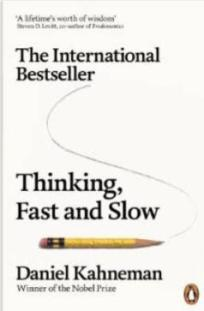 'A lifetime's worth of wisdom'
Steven D. Levitt, co-author of Freakonomics
The International
Bestseller
Thinking,
Fast and Slow
Daniel Kahneman
Winner of the Nobel Prize